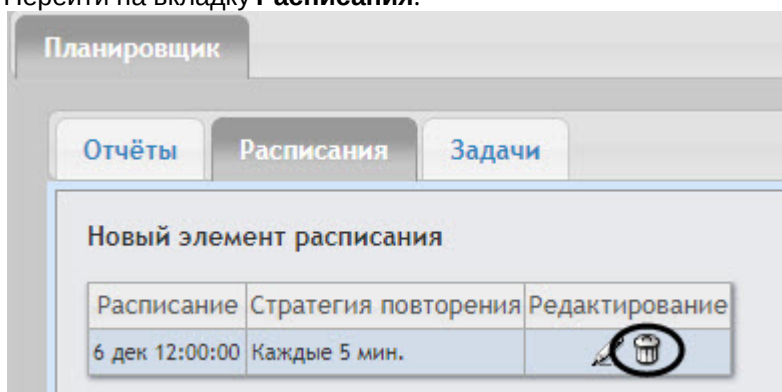 Перейти на вкладку Расписания.
Планировщик
Отчёты Расписания Задачи
Новый элемент расписания
Расписание Стратегия повторения Редактирование
6 дек 12:00:00 Каждые 5 мин.